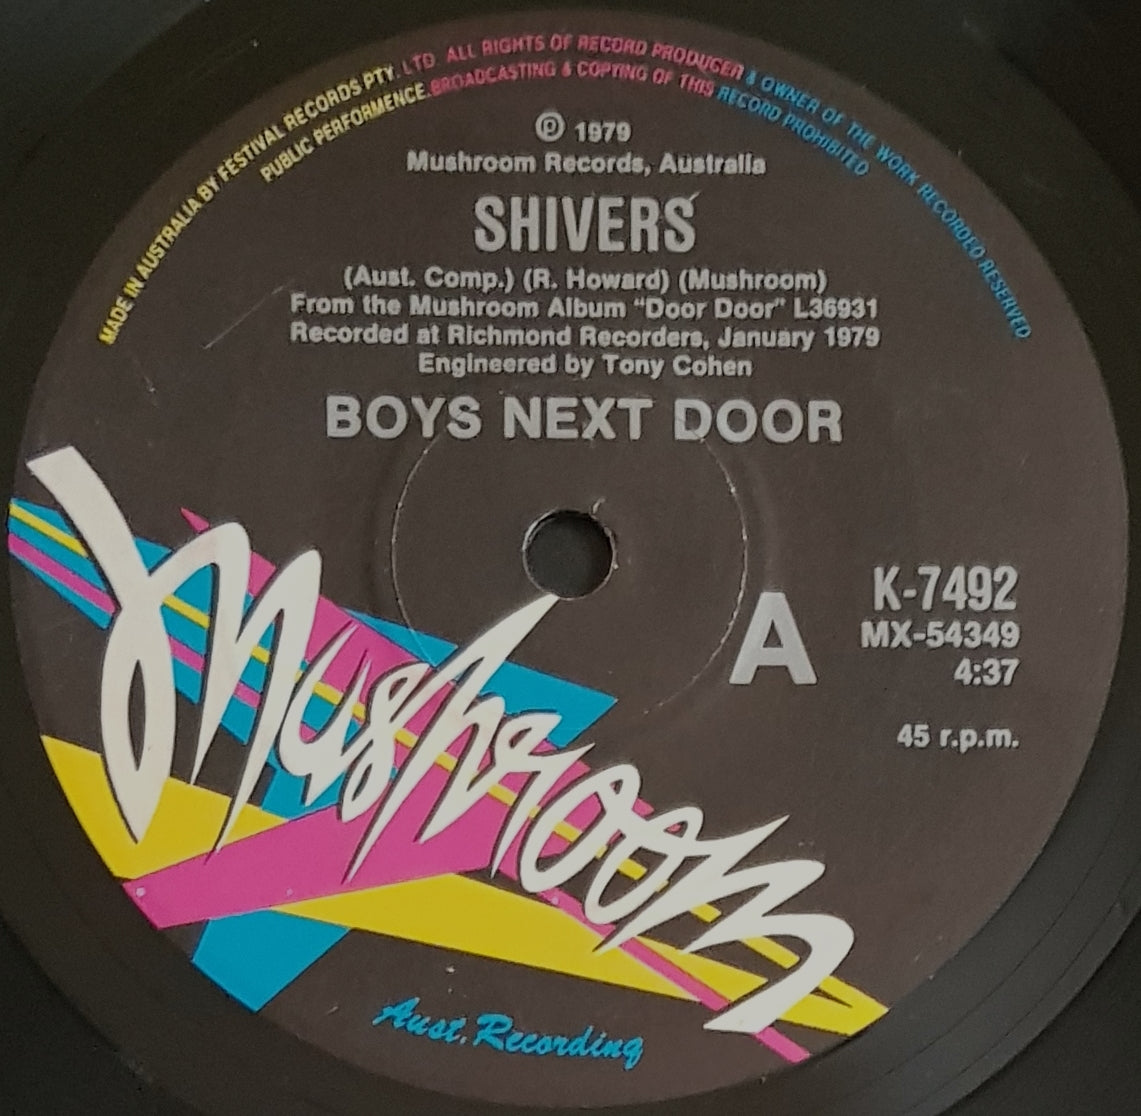 MADE IN AUSTRALIA BY FESTIVAL RECORDS PTY. LTD. ALL RIGHTS OF RECORD PRODUCER & OWNER OF THE WORK RECORDED RESERVED
PUBLIC PERFORMENCE. BROADCASTING & COPYING OF THIS RECORD PROHIBITED
℗ 1979
Mushroom Records, Australia
SHIVERS
(Aust. Comp.) (R. Howard) (Mushroom)
From the Mushroom Album "Door Door" L36931
Recorded at Richmond Recorders, January 1979
Engineered by Tony Cohen
BOYS NEXT DOOR
A
K-7492
MX-54349
4:37
45 r.p.m.
Mushroom
Aust. Recording